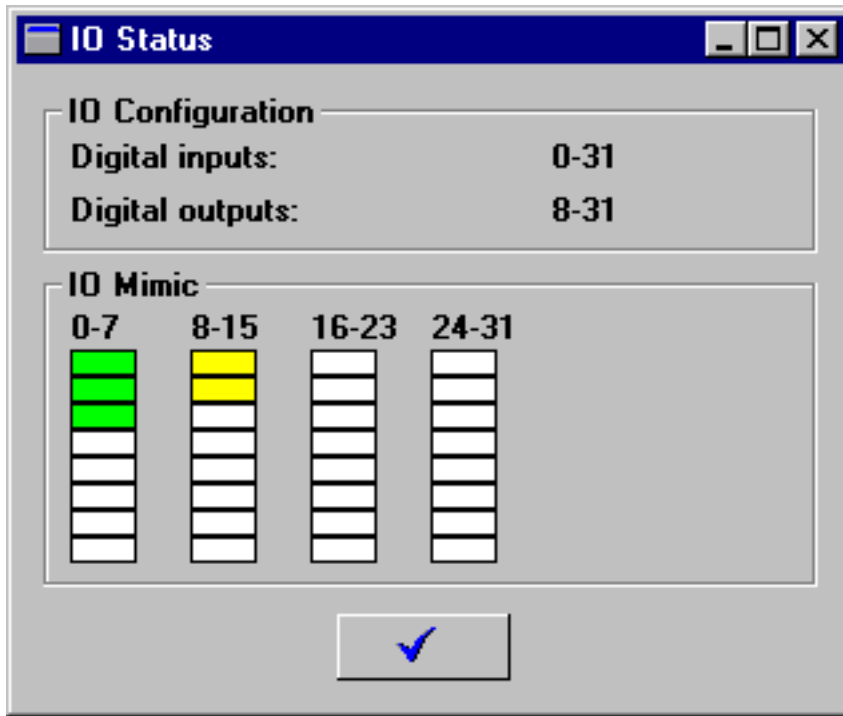 IO Status
IO Configuration
Digital inputs: 0-31
Digital outputs: 8-31
IO Mimic
0-7 8-15 16-23 24-31